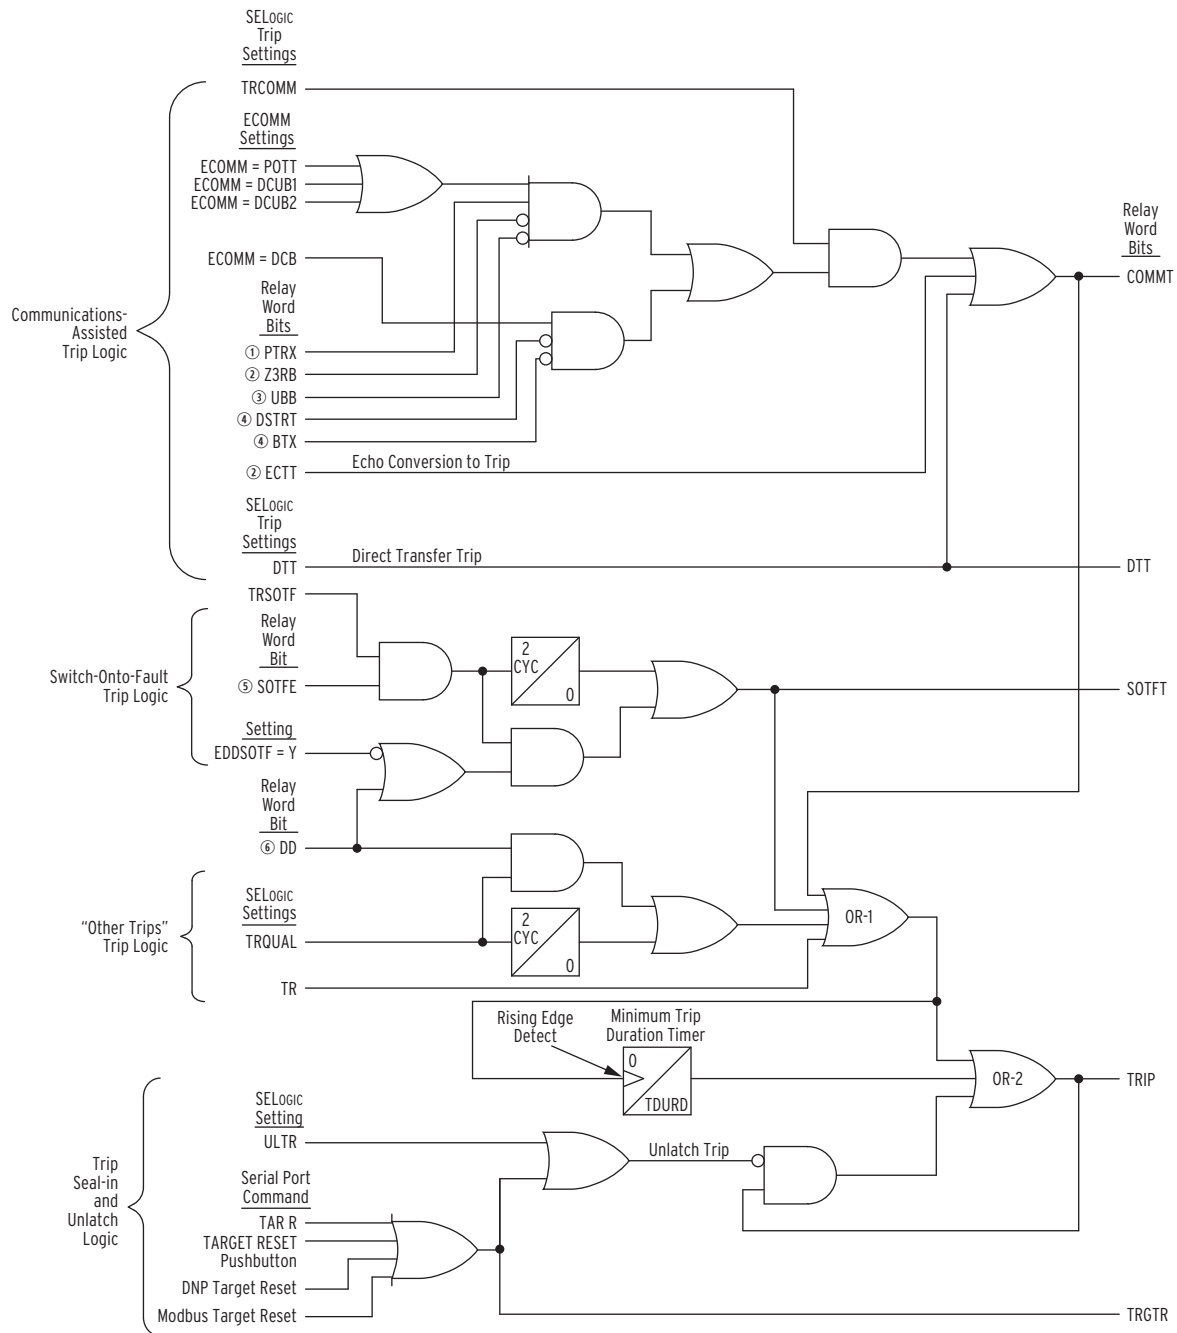 SELOGIC
Trip
Settings
TRCOMM
ECOMM
Settings
ECOMM = POTT
ECOMM = DCUB1
ECOMM = DCUB2
ECOMM = DCB
Relay
Word
Bits
① PTRX
② Z3RB
③ UBB
④ DSTRT
④ BTX
② ECTT
Echo Conversion to Trip
Communications-
Assisted
Trip Logic
Relay
Word
Bits
COMMT
SELOGIC
Trip
Settings
DTT
Direct Transfer Trip
DTT
TRSOTF
Relay
Word
Bit
⑤ SOTFE
Switch-Onto-Fault
Trip Logic
2
CYC
0
SOTFT
Setting
EDDSOTF = Y
Relay
Word
Bit
⑥ DD
"Other Trips"
Trip Logic
SELOGIC
Settings
TRQUAL
2
CYC
0
TR
OR-1
Rising Edge
Detect
Minimum Trip
Duration Timer
0
TDURD
OR-2
TRIP
Trip
Seal-in
and
Unlatch
Logic
SELOGIC
Setting
ULTR
Unlatch Trip
Serial Port
Command
TAR R
TARGET RESET
Pushbutton
DNP Target Reset
Modbus Target Reset
TRGTR